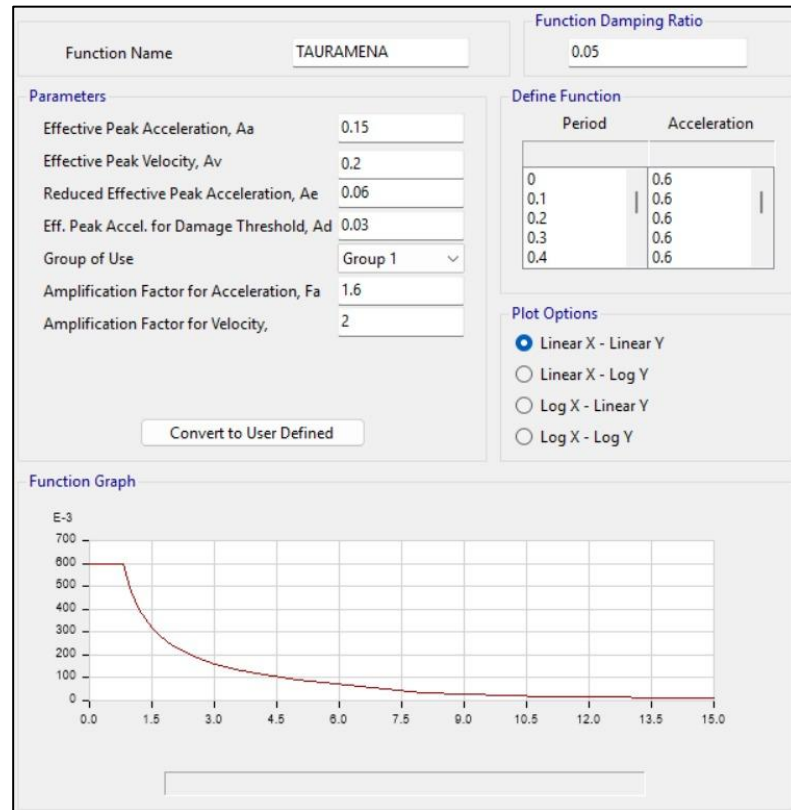 Function Damping Ratio
Function Name TAURAMENA 0.05
Parameters
Effective Peak Acceleration, Aa 0.15
Effective Peak Velocity, Av 0.2
Reduced Effective Peak Acceleration, Ae 0.06
Eff. Peak Accel. for Damage Threshold, Ad 0.03
Group of Use Group 1
Amplification Factor for Acceleration, Fa 1.6
Amplification Factor for Velocity, 2
Convert to User Defined
Define Function
Period Acceleration
0 0.6
0.1 0.6
0.2 0.6
0.3 0.6
0.4 0.6
Plot Options
Linear X - Linear Y
Linear X - Log Y
Log X - Linear Y
Log X - Log Y
Function Graph
E-3
700
600
500
400
300
200
100
0
0.0 1.5 3.0 4.5 6.0 7.5 9.0 10.5 12.0 13.5 15.0